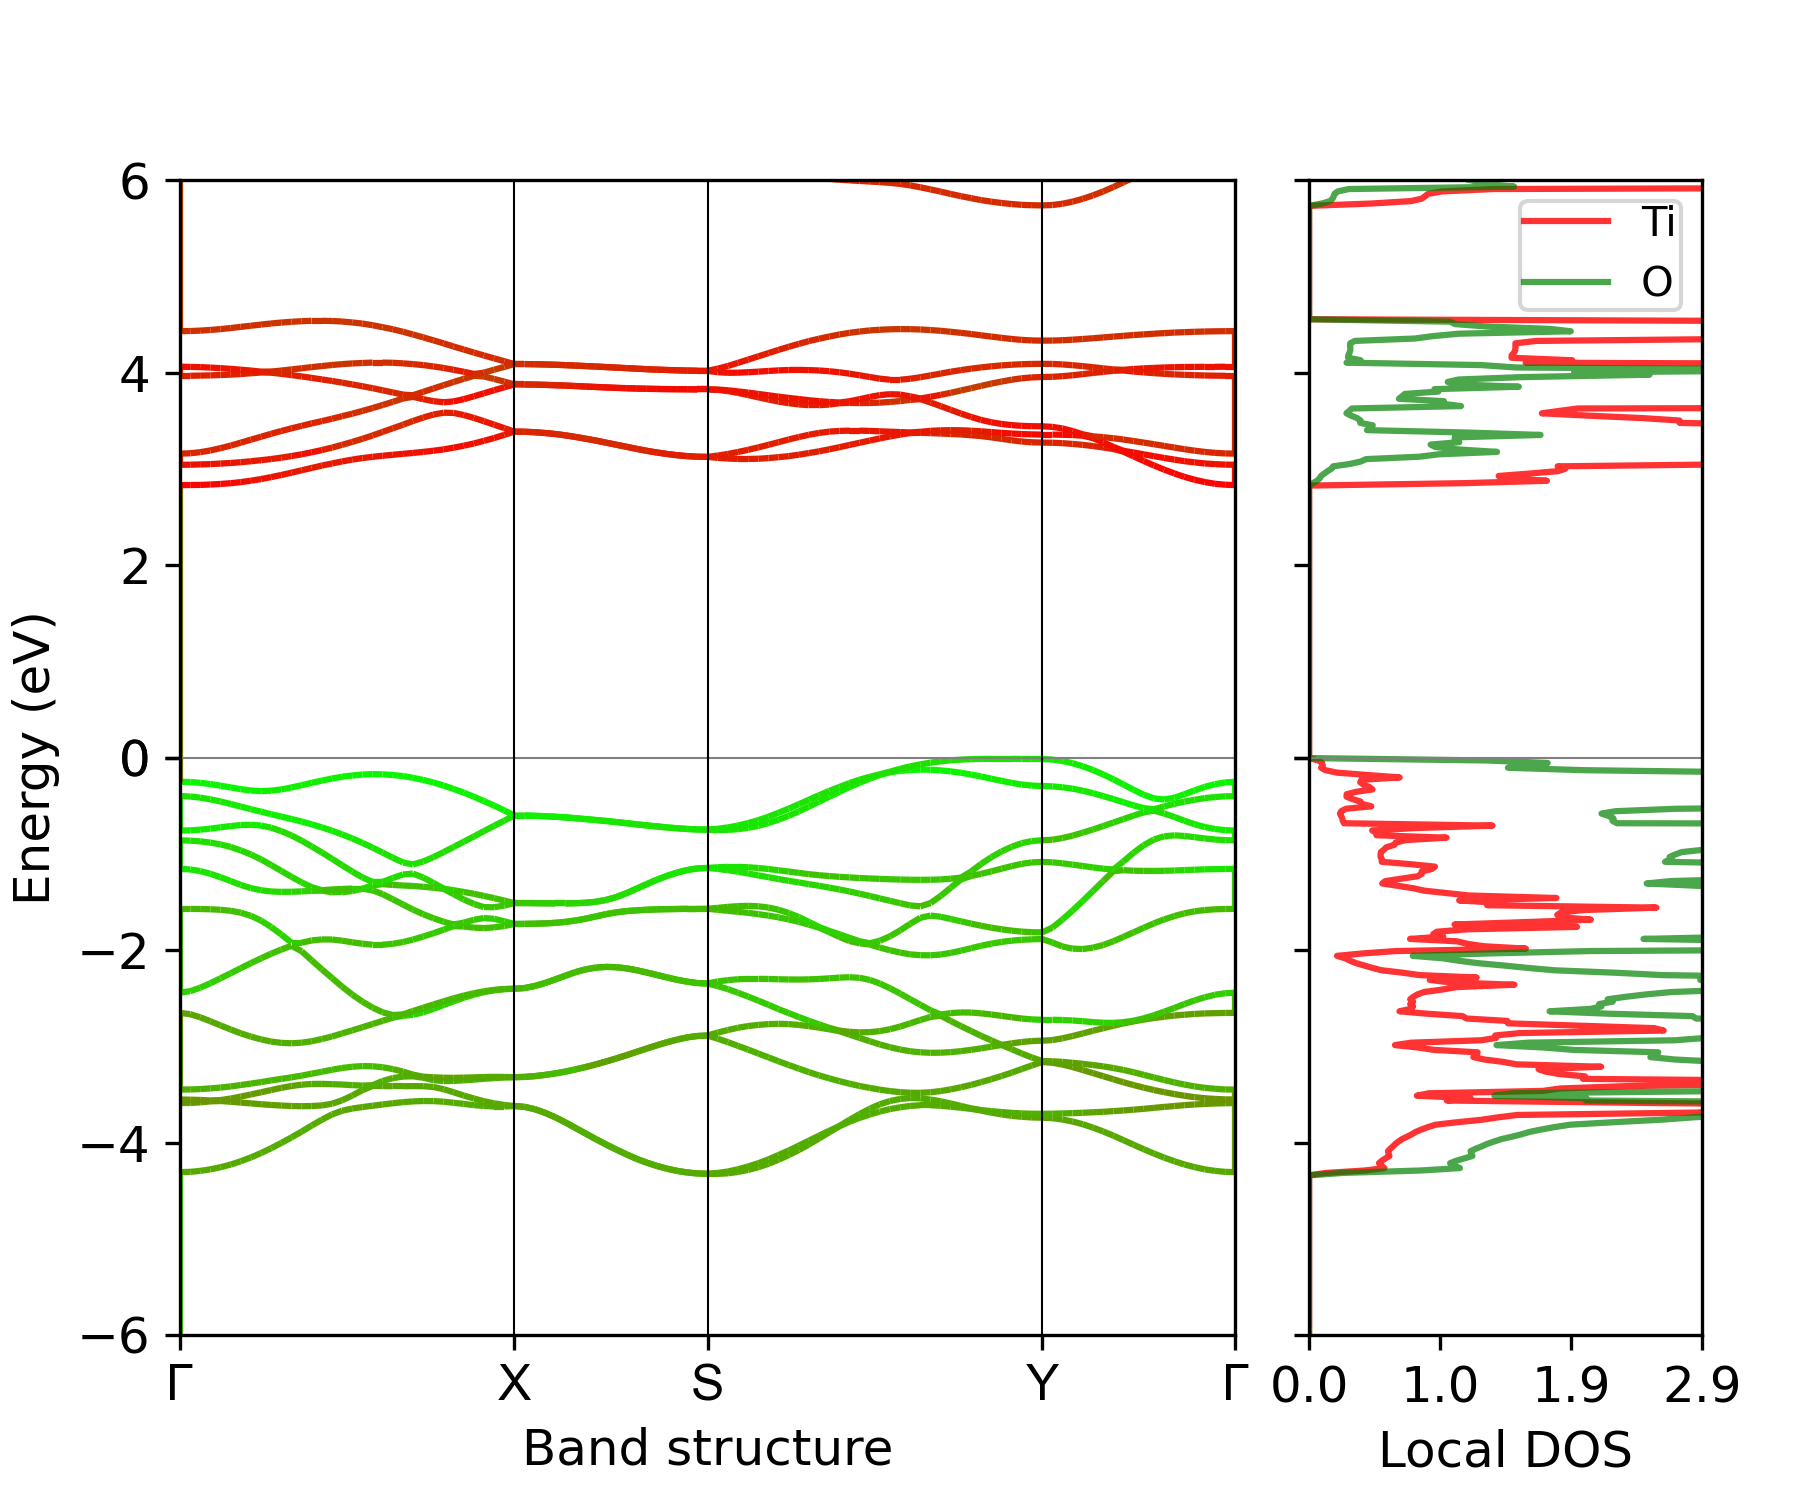 6
4
2
0
−2
−4
−6
Energy (eV)
Γ X S Y Γ
Band structure
Ti
O
0.0 1.0 1.9 2.9
Local DOS